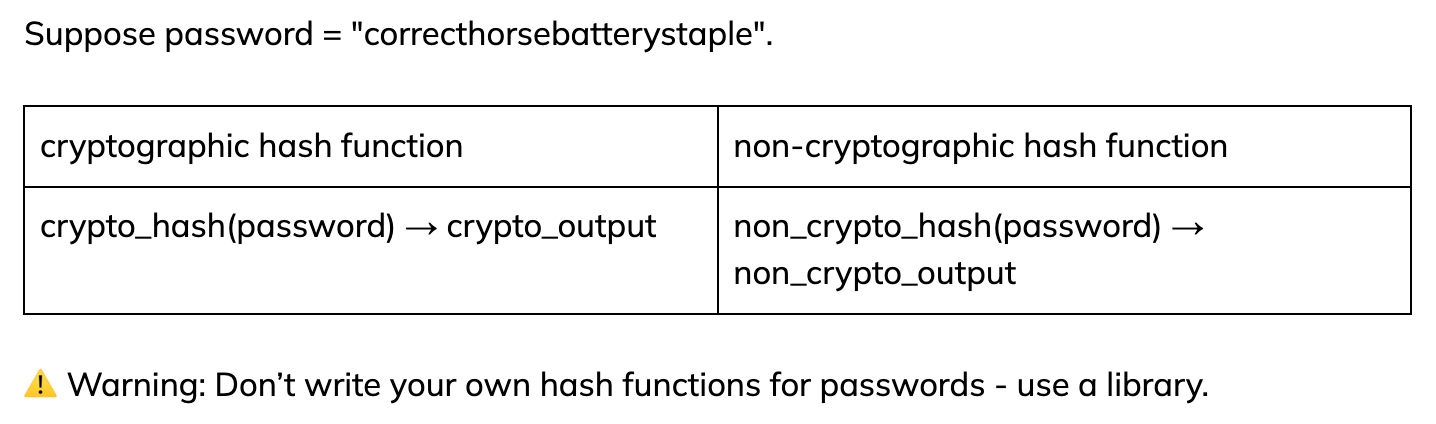 Suppose password = "correcthorsebatterystaple".
cryptographic hash function
non-cryptographic hash function
crypto_hash(password) → crypto_output
non_crypto_hash(password) →
non_crypto_output
⚠️ Warning: Don’t write your own hash functions for passwords - use a library.